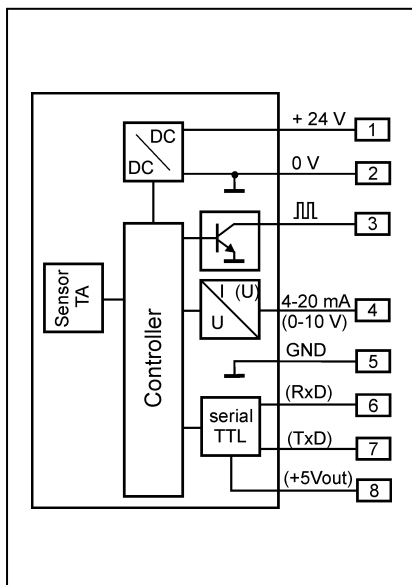 + 24 V
1
DC
DC
0 V
2
3
Sensor
TA
Controller
I (U)
U
4-20 mA
(0-10 V)
4
GND
5
serial
TTL
(RxD)
6
(TxD)
7
(+5Vout)
8